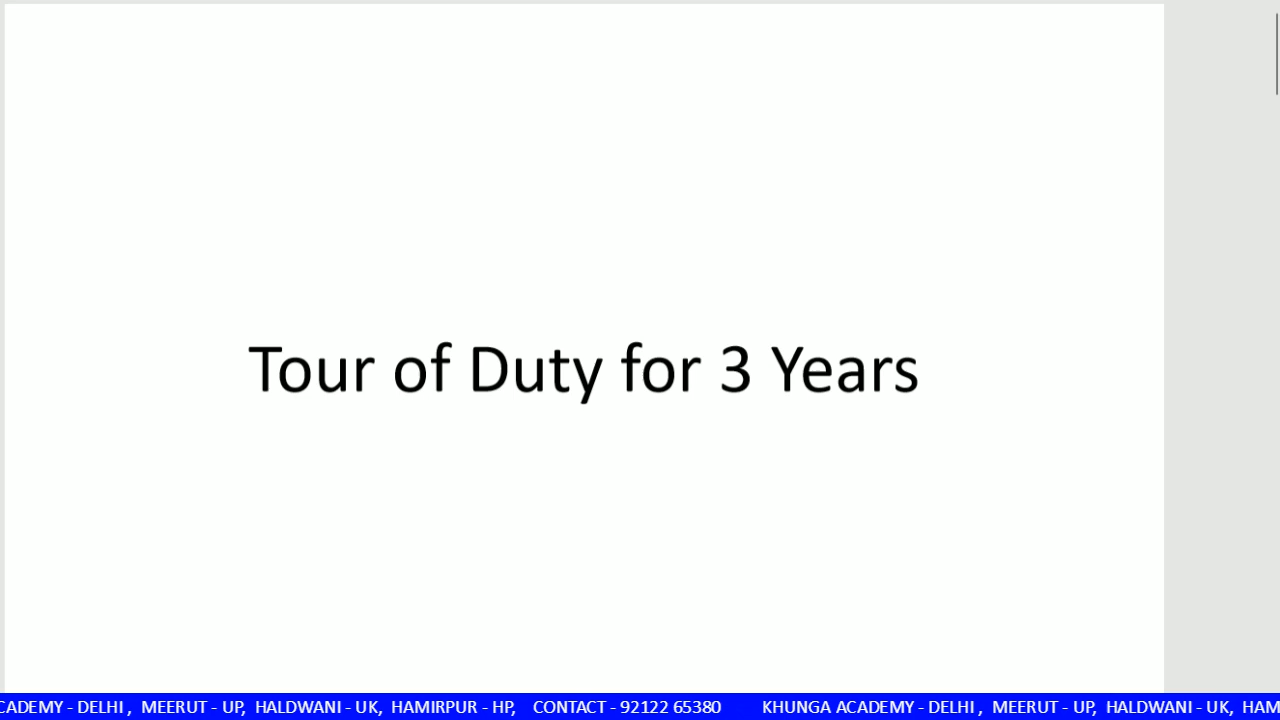 Tour of Duty for 3 Years
CADEMY - DELHI , MEERUT - UP, HALDWANI - UK, HAMIRPUR - HP, CONTACT - 92122 65380 KHUNGA ACADEMY - DELHI , MEERUT - UP, HALDWANI - UK, HAM